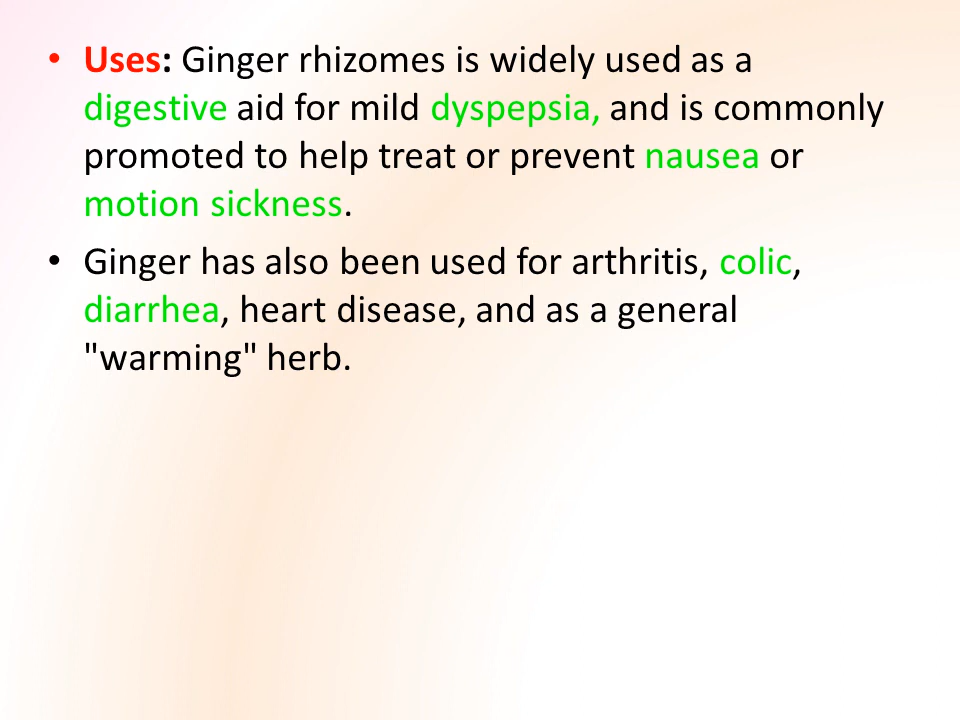 • Uses: Ginger rhizomes is widely used as a
digestive aid for mild dyspepsia, and is commonly
promoted to help treat or prevent nausea or
motion sickness.
• Ginger has also been used for arthritis, colic,
diarrhea, heart disease, and as a general
"warming" herb.